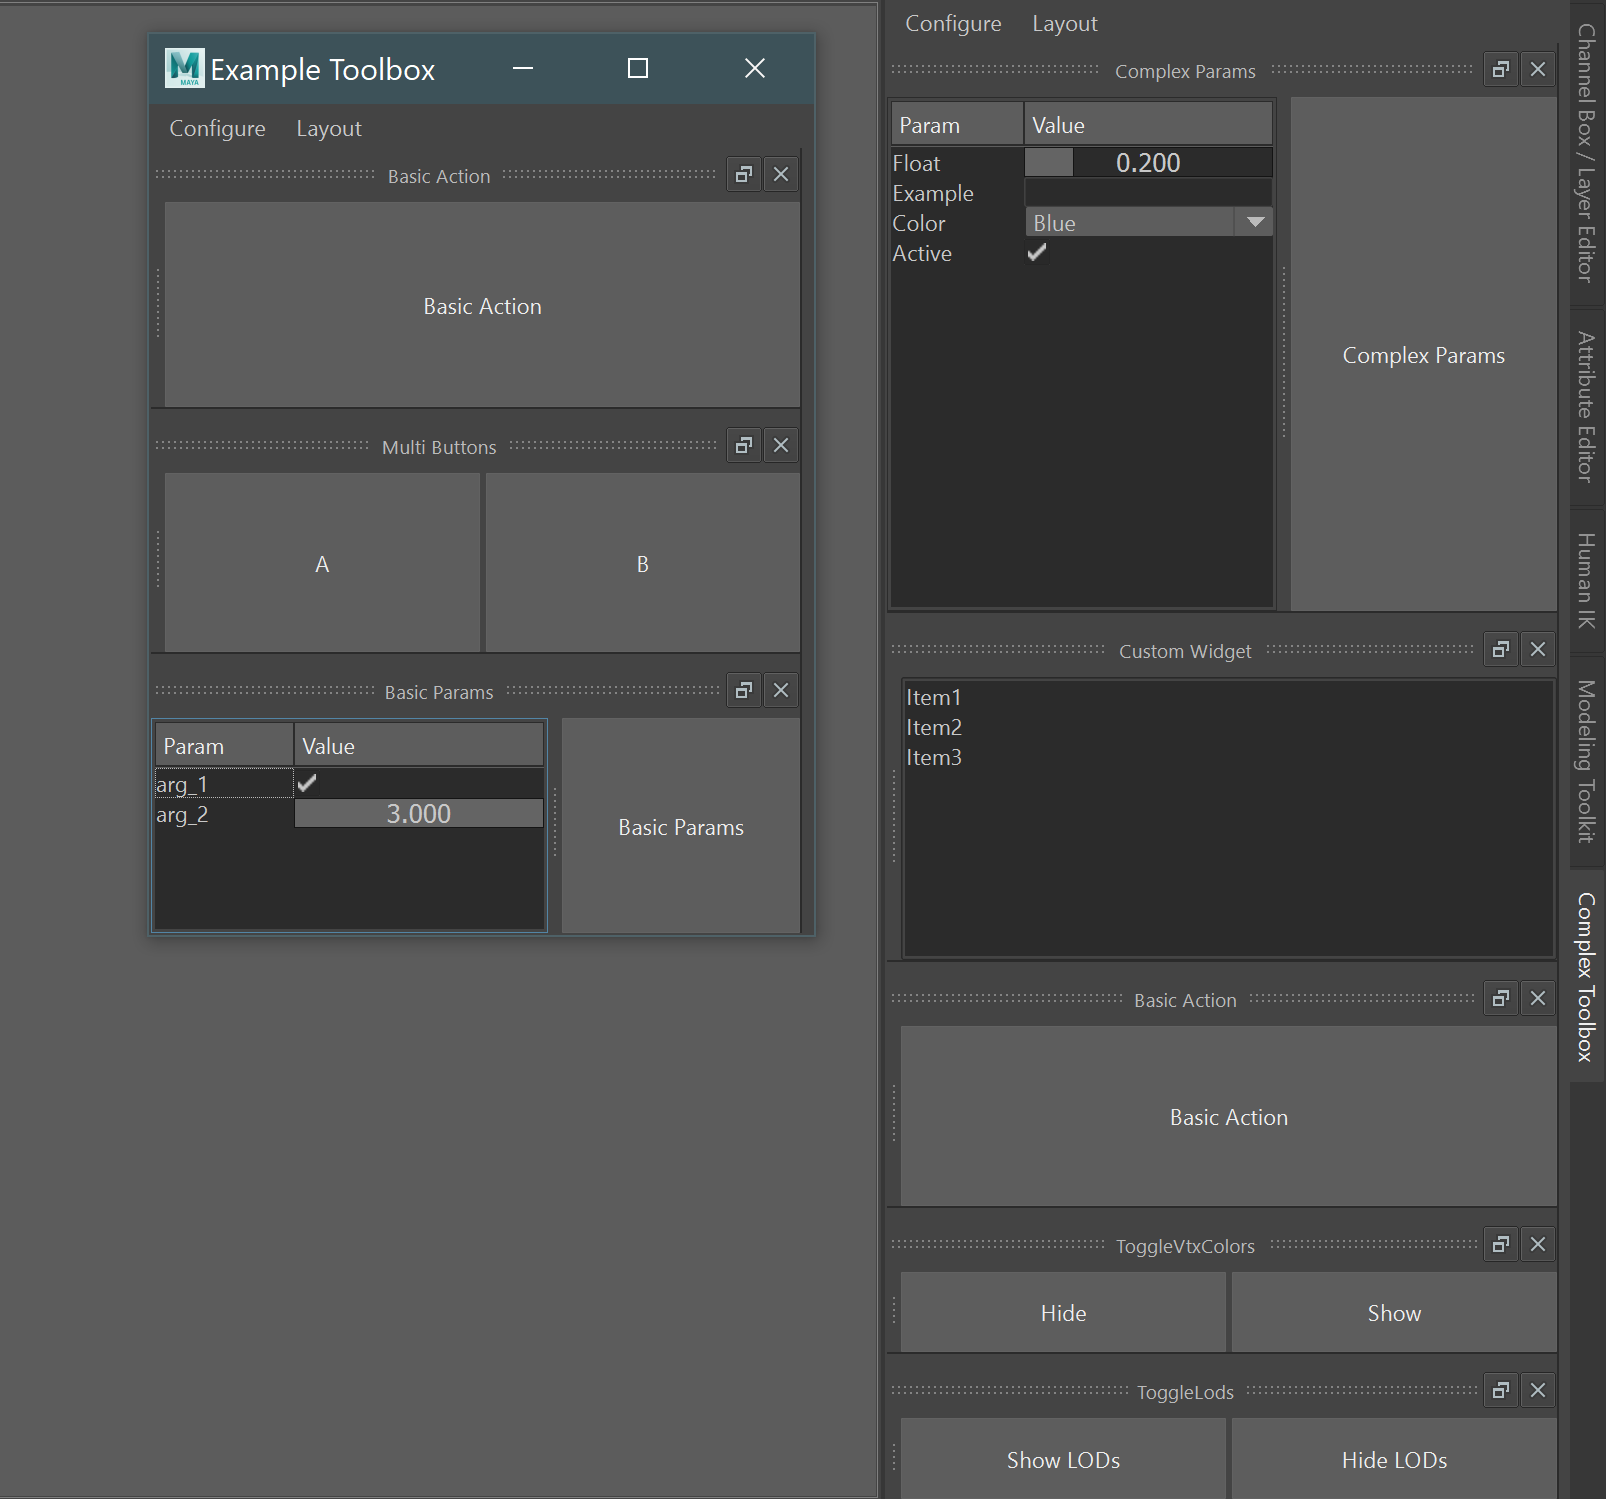 MAYA
Example Toolbox
Configure Layout
Basic Action
Basic Action
Multi Buttons
A B
Basic Params
Param Value
arg_1
arg_2 3.000
Basic Params
Configure Layout
Complex Params
Param Value
Float 0.200
Example
Color Blue
Active
Complex Params
Custom Widget
Item1
Item2
Item3
Basic Action
Basic Action
ToggleVtxColors
Hide Show
ToggleLods
Show LODs Hide LODs
Channel Box / Layer Editor
Attribute Editor
Human IK
Modeling Toolkit
Complex Toolbox